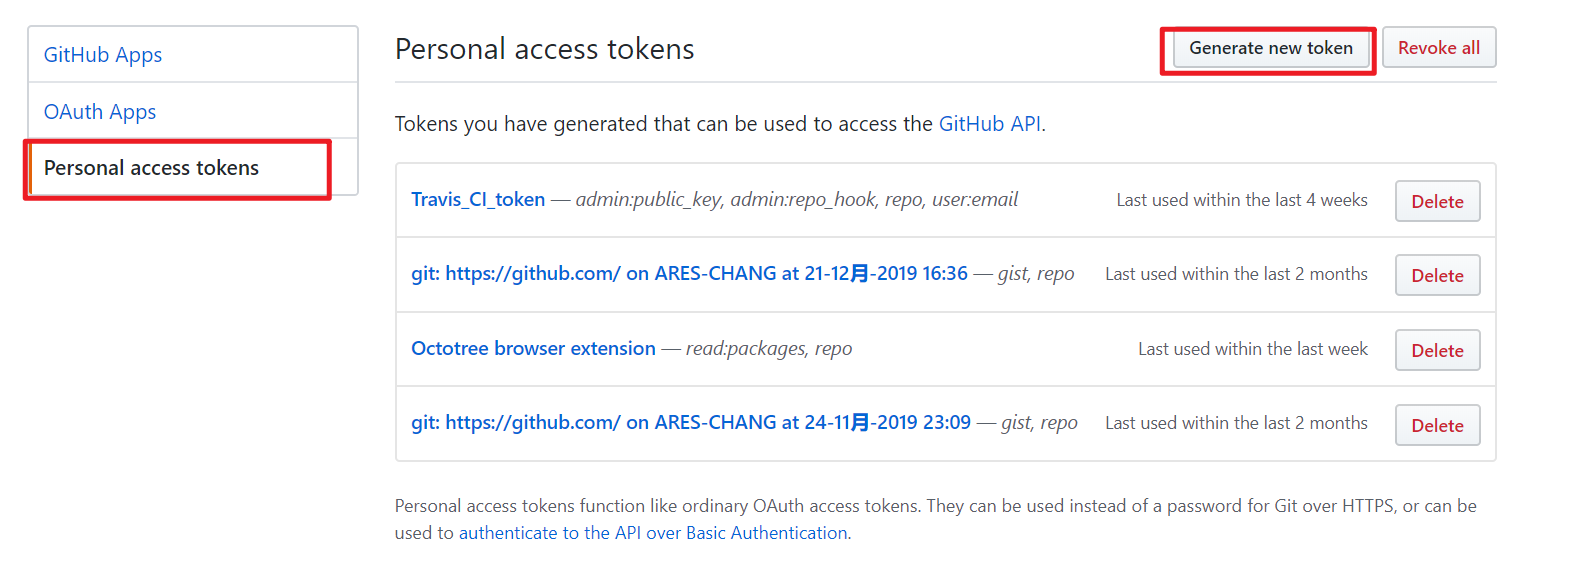 GitHub Apps
OAuth Apps
Personal access tokens
Personal access tokens
Generate new token
Revoke all
Tokens you have generated that can be used to access the GitHub API.
Travis_CI_token — admin:public_key, admin:repo_hook, repo, user:email Last used within the last 4 weeks Delete
git: https://github.com/ on ARES-CHANG at 21-12月-2019 16:36 — gist, repo Last used within the last 2 months Delete
Octotree browser extension — read:packages, repo Last used within the last week Delete
git: https://github.com/ on ARES-CHANG at 24-11月-2019 23:09 — gist, repo Last used within the last 2 months Delete
Personal access tokens function like ordinary OAuth access tokens. They can be used instead of a password for Git over HTTPS, or can be
used to authenticate to the API over Basic Authentication.